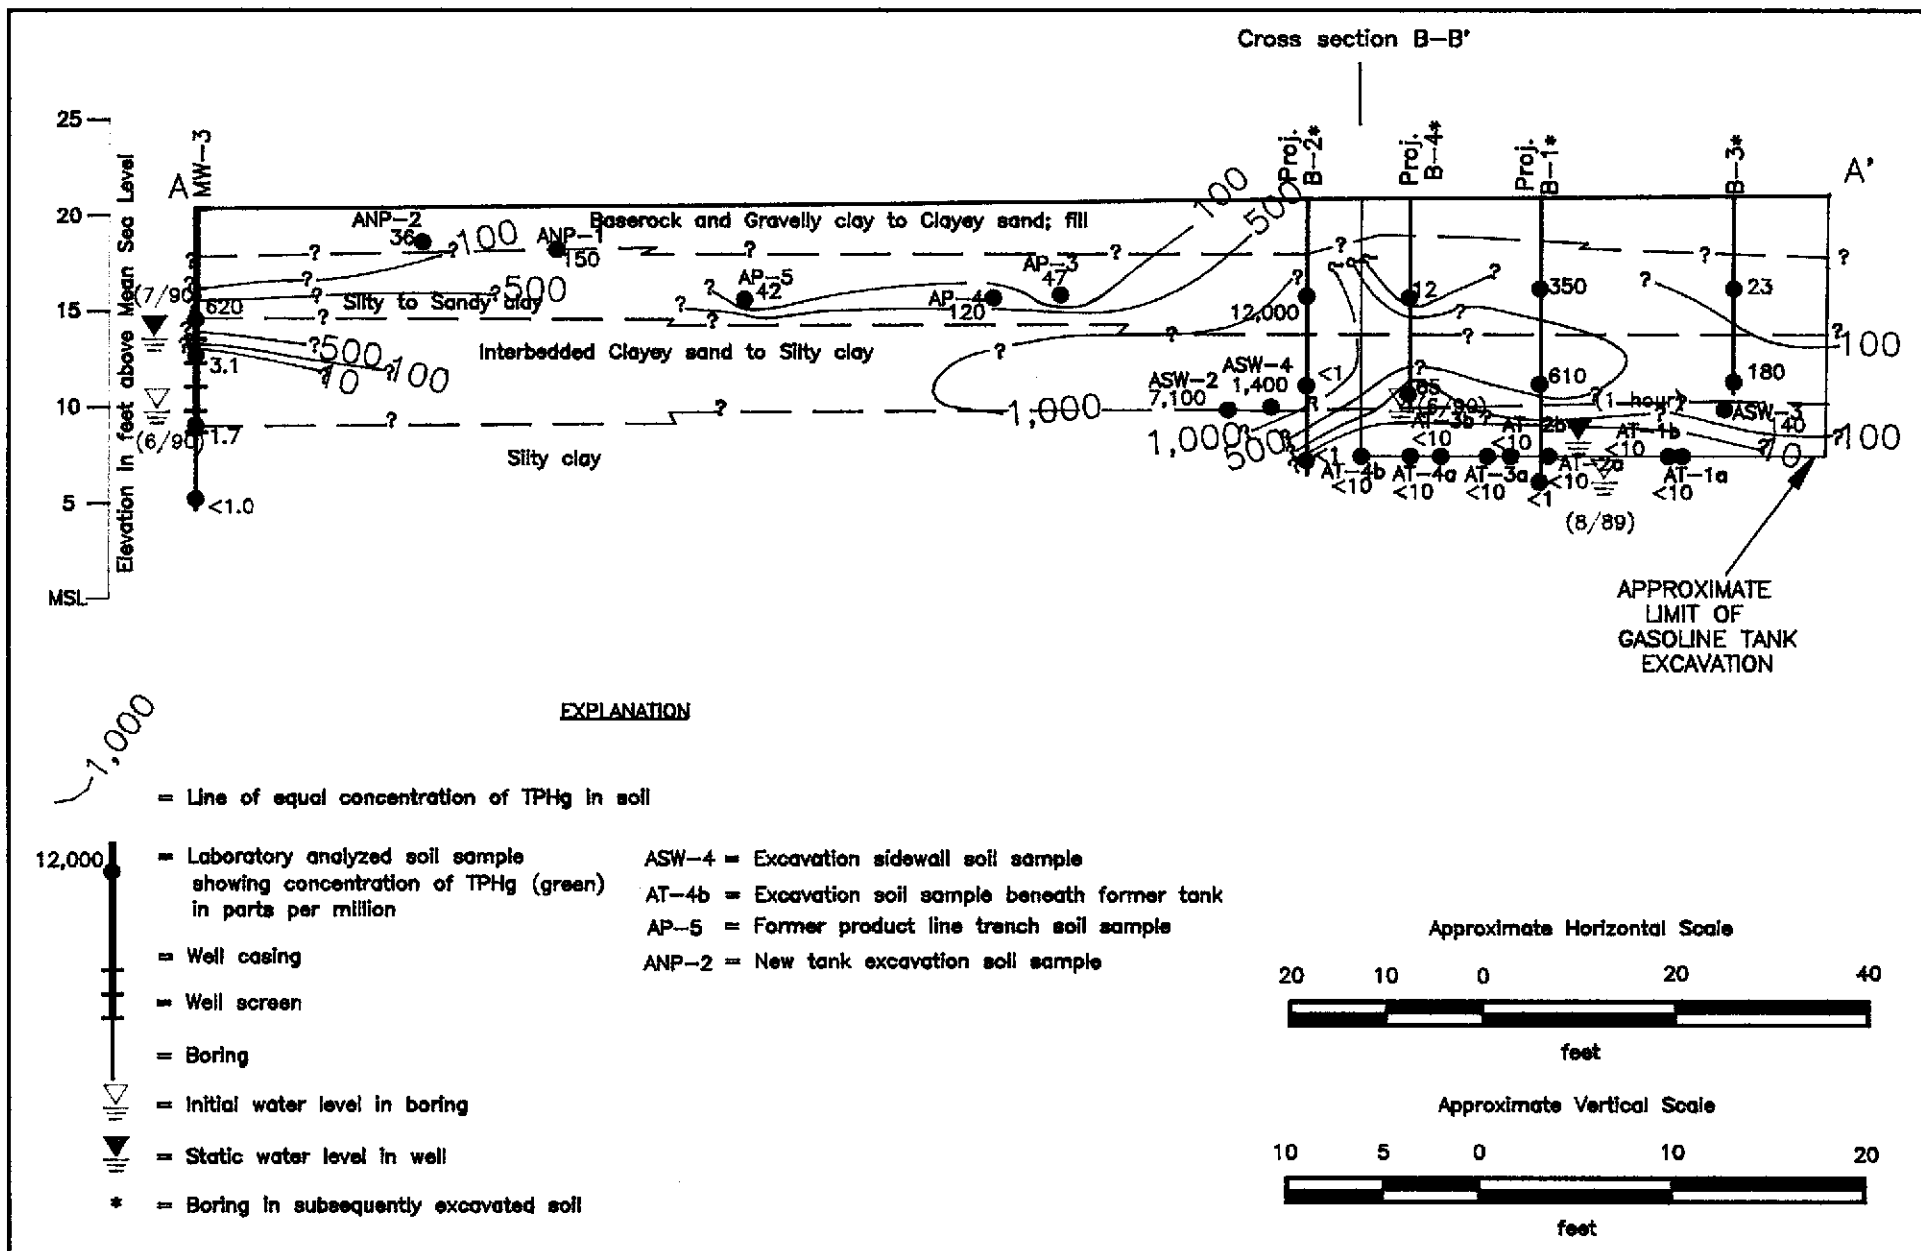 Cross section B-B'
25
20
15
10
5
MSL
Elevation in feet above Mean Sea Level
A
MW-3
Proj.
B-2*
Proj.
B-4*
Proj.
B-1*
B-3*
A'
ANP-2
36
100
ANP-1
150
Baserock and Gravelly clay to Clayey sand; fill
100
500
(7/90)
620
500
Silty to Sandy clay
AP-5
42
AP-4
120
AP-3
47
12,000
12
350
23
3.1
500
100
10
Interbedded Clayey sand to Silty clay
ASW-2
7,100
ASW-4
1,400
<1
65
(6/90)
610
(1 hour)
180
100
(6/90)
1.7
1,000
1,000
500
ASW-3
140
100
10
Silty clay
<1
AT-3b
<10
AT-2b
<10
AT-1b
<10
AT-4b
<10
AT-4a
<10
AT-3a
<10
AT-2a
<10
AT-1a
<10
<1.0
<1
(8/89)
APPROXIMATE
LIMIT OF
GASOLINE TANK
EXCAVATION
EXPLANATION
1,000
= Line of equal concentration of TPHg in soil
12,000
= Laboratory analyzed soil sample
showing concentration of TPHg (green)
in parts per million
= Well casing
= Well screen
= Boring
= Initial water level in boring
= Static water level in well
* = Boring in subsequently excavated soil
ASW-4 = Excavation sidewall soil sample
AT-4b = Excavation soil sample beneath former tank
AP-5 = Former product line trench soil sample
ANP-2 = New tank excavation soil sample
Approximate Horizontal Scale
20 10 0 20 40
feet
Approximate Vertical Scale
10 5 0 10 20
feet